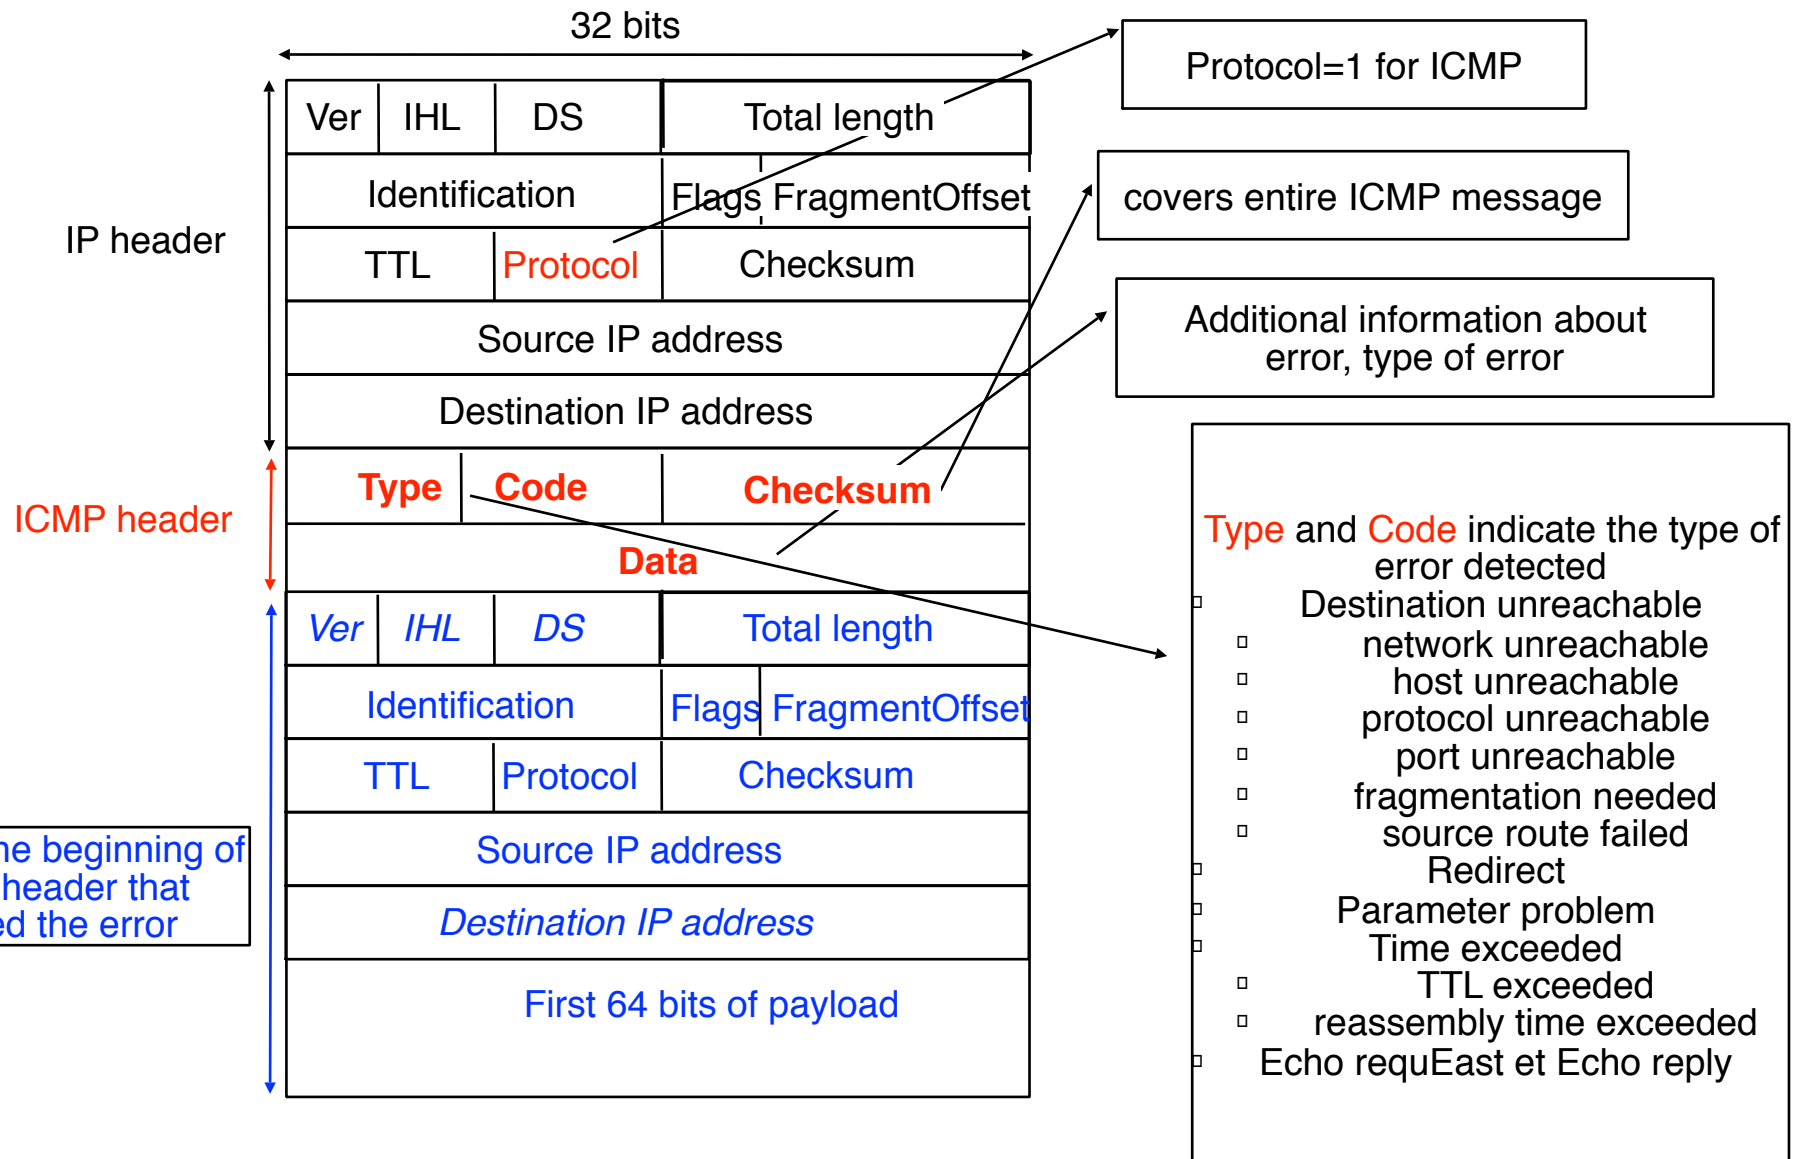 32 bits
Protocol=1 for ICMP
Ver IHL DS Total length
Identification Flags FragmentOffset
covers entire ICMP message
IP header
TTL Protocol Checksum
Source IP address
Additional information about
error, type of error
Destination IP address
Type Code Checksum
ICMP header
Data
Type and Code indicate the type of
error detected
Destination unreachable
network unreachable
host unreachable
protocol unreachable
port unreachable
fragmentation needed
source route failed
Redirect
Parameter problem
Time exceeded
TTL exceeded
reassembly time exceeded
Echo requEast et Echo reply
Ver IHL DS Total length
Identification Flags FragmentOffset
TTL Protocol Checksum
Source IP address
beginning of
header that
the error
Destination IP address
First 64 bits of payload